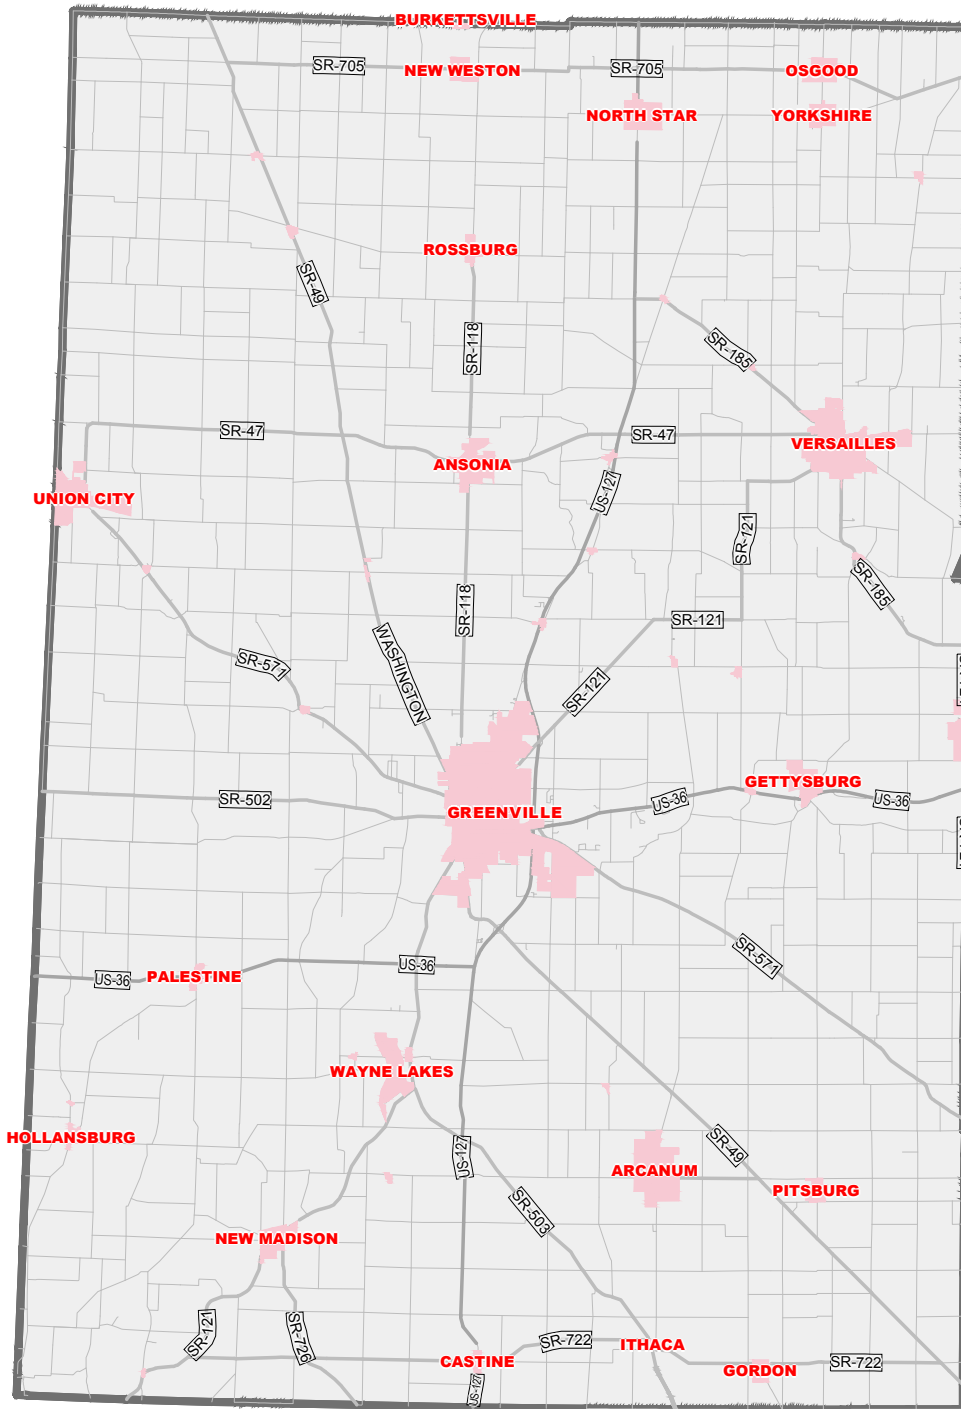 BURKETTSVILLE
SR-705
NEW WESTON
SR-705
OSGOOD
NORTH STAR
YORKSHIRE
ROSSBURG
SR-49
SR-118
SR-185
SR-47
SR-47
VERSAILLES
ANSONIA
UNION CITY
US-127
SR-121
SR-185
SR-118
SR-121
WASHINGTON
SR-571
SR-121
GETTYSBURG
SR-502
US-36
US-36
GREENVILLE
SR-571
US-36
US-36
PALESTINE
WAYNE LAKES
HOLLANSBURG
SR-49
US-127
ARCANUM
PITSBURG
SR-503
NEW MADISON
SR-121
SR-726
SR-722
ITHACA
CASTINE
SR-722
GORDON
US-127